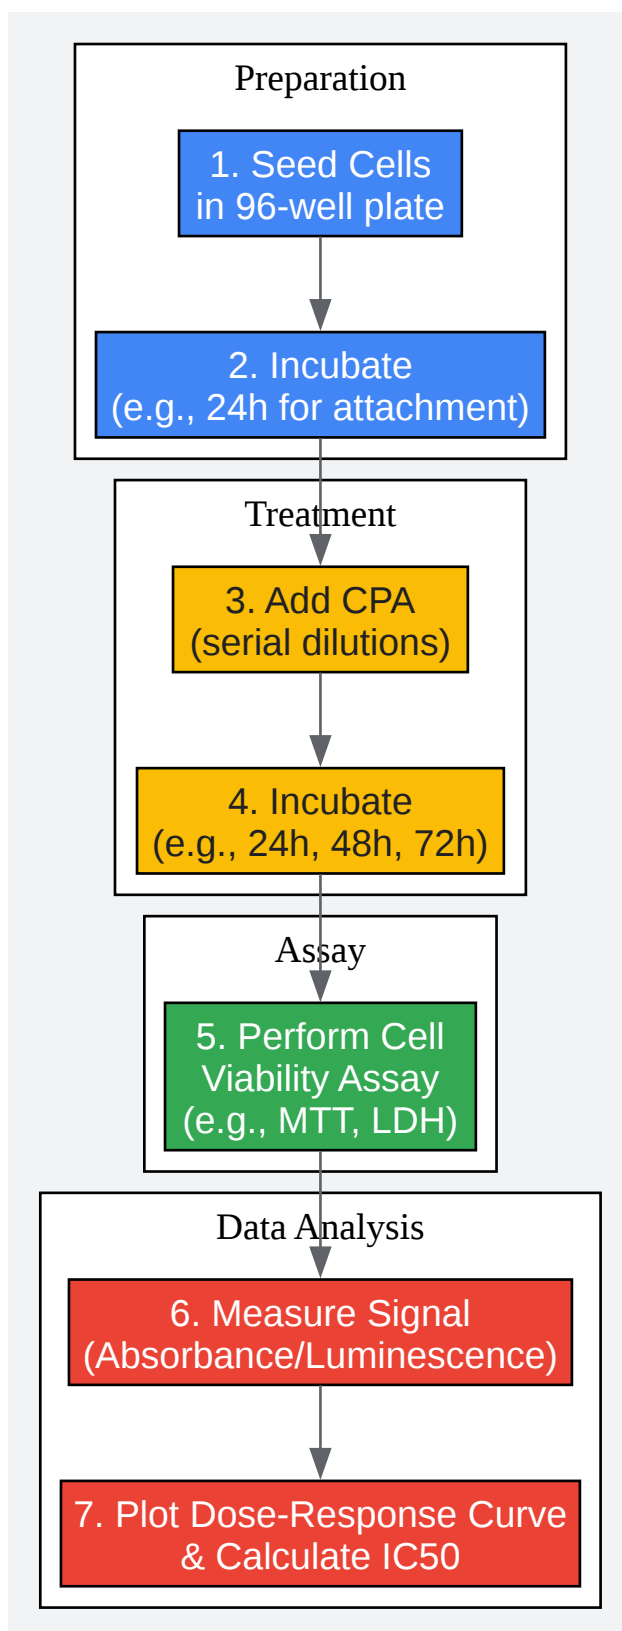 Preparation
1. Seed Cells
in 96-well plate
2. Incubate
(e.g., 24h for attachment)
Treatment
3. Add CPA
(serial dilutions)
4. Incubate
(e.g., 24h, 48h, 72h)
Assay
5. Perform Cell
Viability Assay
(e.g., MTT, LDH)
Data Analysis
6. Measure Signal
(Absorbance/Luminescence)
7. Plot Dose-Response Curve
& Calculate IC50